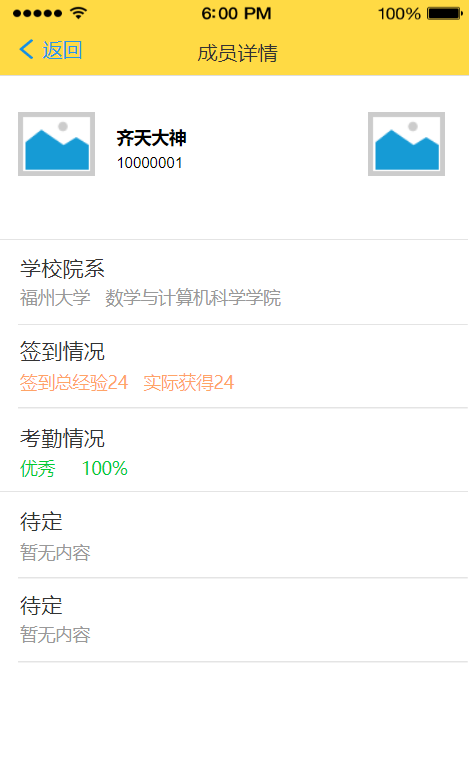 6:00 PM 100%
返回 成员详情
齐天大神
10000001
学校院系
福州大学 数学与计算机科学学院
签到情况
签到总经验24 实际获得24
考勤情况
优秀 100%
待定
暂无内容
待定
暂无内容